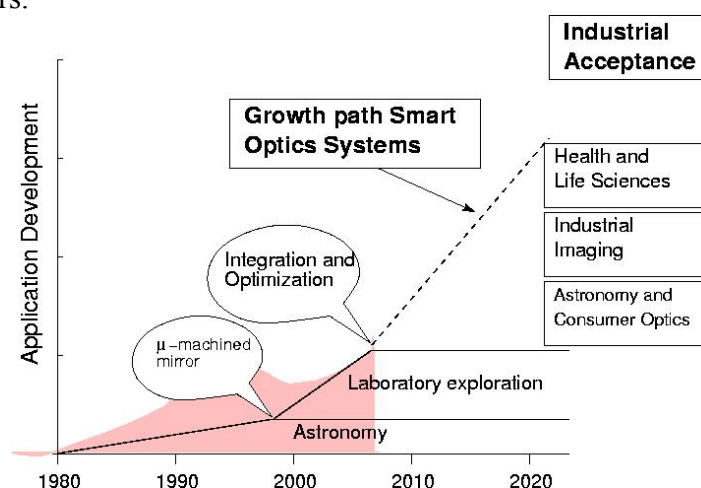 rs.
Industrial
Acceptance
Growth path Smart
Optics Systems
Health and
Life Sciences
Industrial
Imaging
Astronomy and
Consumer Optics
Integration and
Optimization
μ-machined
mirror
Laboratory exploration
Astronomy
Application Development
1980 1990 2000 2010 2020